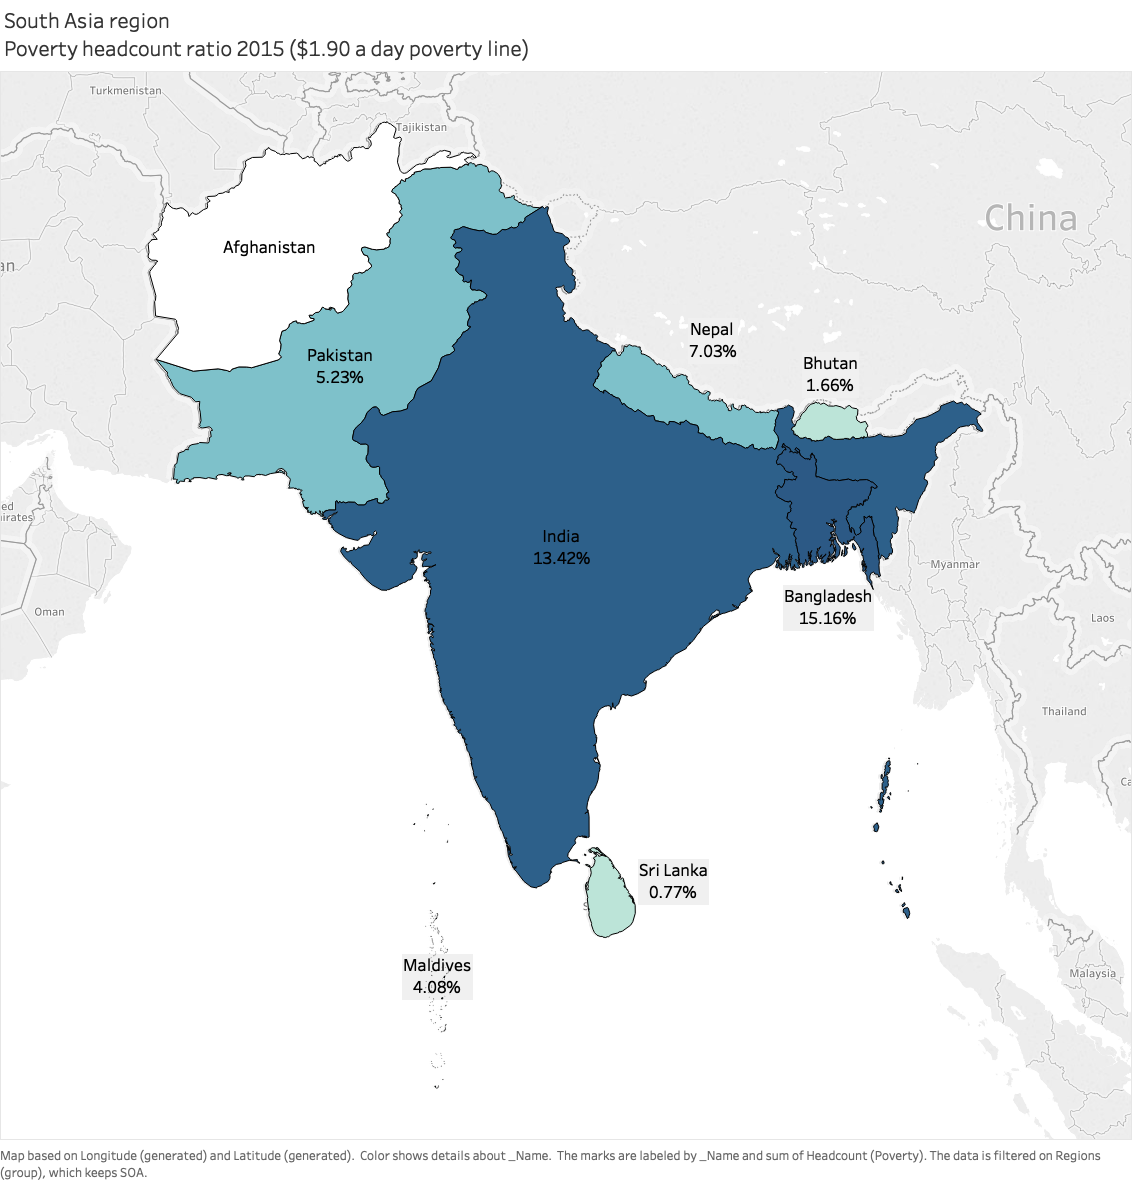 South Asia region
Poverty headcount ratio 2015 ($1.90 a day poverty line)
Turkmenistan
Tajikistan
China
Afghanistan
an
Nepal
7.03%
Pakistan
5.23%
Bhutan
1.66%
ed
irates
India
13.42%
Myanmar
Bangladesh
15.16%
Oman
Laos
Thailand
Ca
Sri Lanka
0.77%
S
Maldives
4.08%
Malaysia
Map based on Longitude (generated) and Latitude (generated).  Color shows details about _Name.  The marks are labeled by _Name and sum of Headcount (Poverty). The data is filtered on Regions
(group), which keeps SOA.